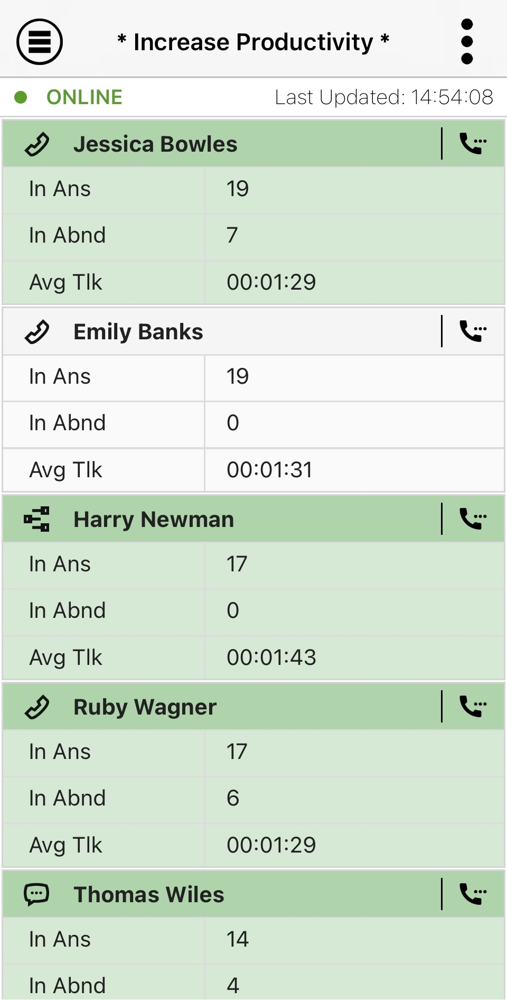 * Increase Productivity *
ONLINE Last Updated: 14:54:08
Jessica Bowles
In Ans 19
In Abnd 7
Avg Tlk 00:01:29
Emily Banks
In Ans 19
In Abnd 0
Avg Tlk 00:01:31
Harry Newman
In Ans 17
In Abnd 0
Avg Tlk 00:01:43
Ruby Wagner
In Ans 17
In Abnd 6
Avg Tlk 00:01:29
Thomas Wiles
In Ans 14
In Abnd 4